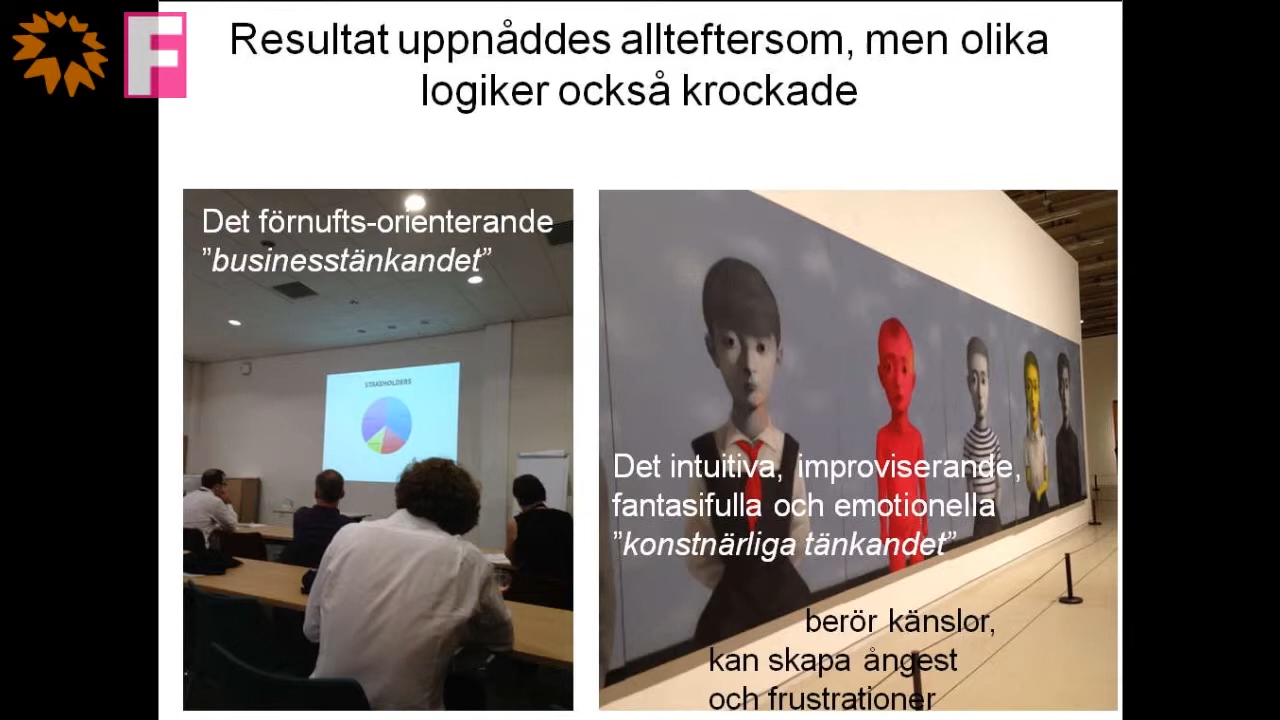 F
Resultat uppnåddes allteftersom, men olika
logiker också krockade
Det förnufts-orienterande
”businesstänkandet”
STAKEHOLDERS
Det intuitiva, improviserande,
fantasifulla och emotionella
”konstnärliga tänkandet”
berör känslor,
kan skapa ångest
och frustrationer